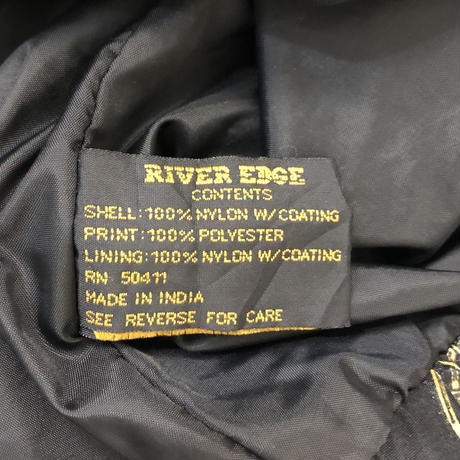 RIVER EDGE
CONTENTS
SHELL: 100% NYLON W/COATING
PRINT: 100% POLYESTER
LINING: 100% NYLON W/COATING
RN 50411
MADE IN INDIA
SEE REVERSE FOR CARE